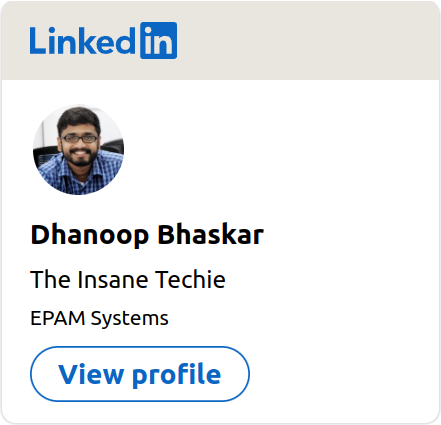 LinkedIn
Dhanoop Bhaskar
The Insane Techie
EPAM Systems
View profile